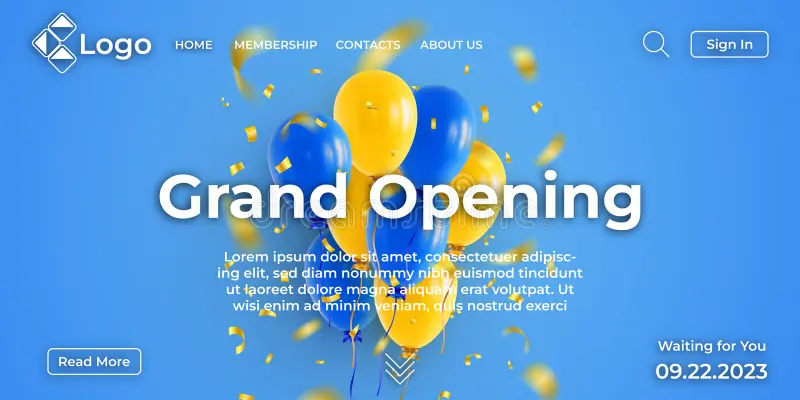 Logo
HOME MEMBERSHIP CONTACTS ABOUT US
Sign In
Grand Opening
Lorem ipsum dolor sit amet, consectetuer adipisc-
ing elit, sed diam nonummy nibh euismod tincidunt
ut laoreet dolore magna aliquam erat volutpat. Ut
wisi enim ad minim veniam, quis nostrud exerci
Read More
Waiting for You
09.22.2023